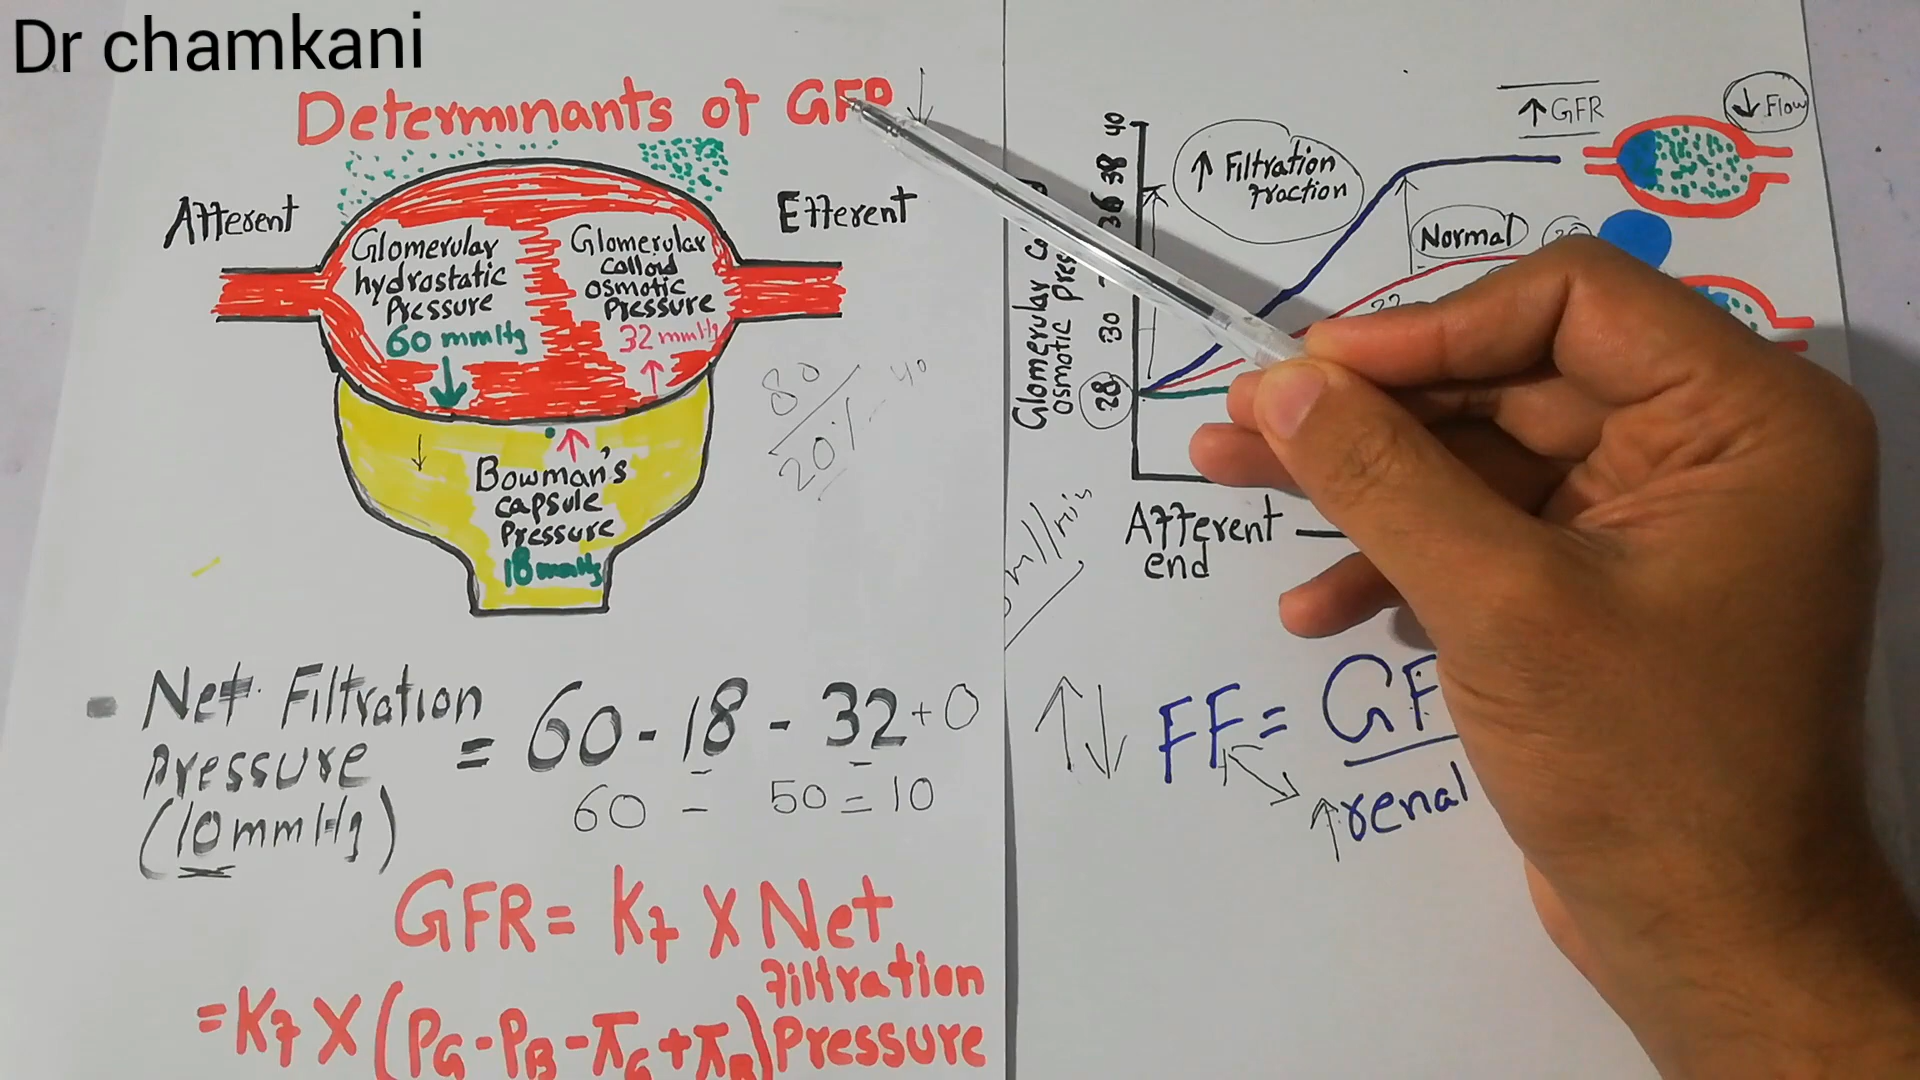 Dr chamkani
Determinants of GFR ↓
Afferent
Efferent
Glomerular
hydrostatic
Pressure
60 mmHg
Glomerular
colloid
osmotic
Pressure
32 mmHg
Bowman's
capsule
Pressure
18 mmHg
80
20%
40
Net Filtration
Pressure
(10 mmHg)
= 60 - 18 - 32 + 0
60 - 50 = 10
GFR = Kf X Net
Filtration
Pressure
= Kf X (PG - PB - πG + πB)
↑ GFR
↓ Flow
↑ Filtration
fraction
Normal
40
38
36
30
28
Glomerular
Osmotic
Afferent
end
↑↓ FF = GF
↑ renal